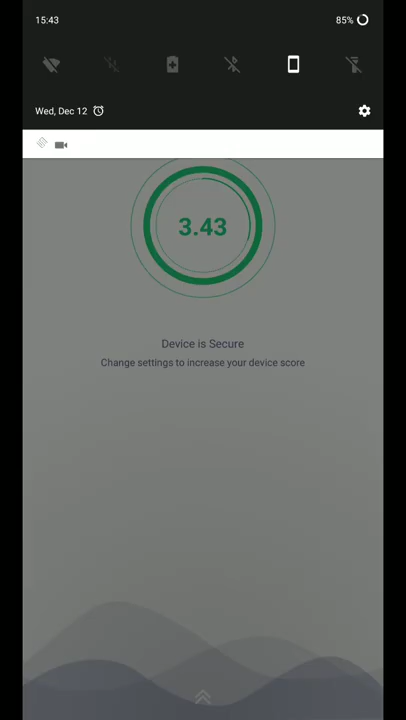 15:43
85%
Wed, Dec 12
3.43
Device is Secure
Change settings to increase your device score